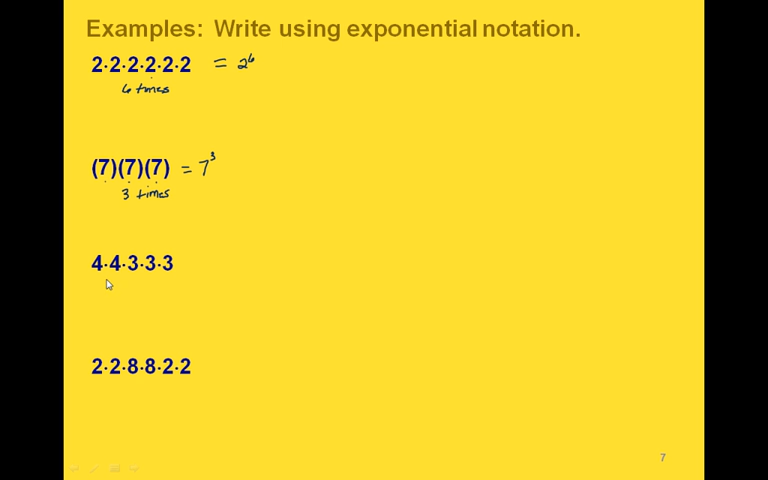 Examples: Write using exponential notation.
2·2·2·2·2·2 = 2⁶
6 times
(7)(7)(7) = 7³
3 times
4·4·3·3·3
2·2·8·8·2·2
7